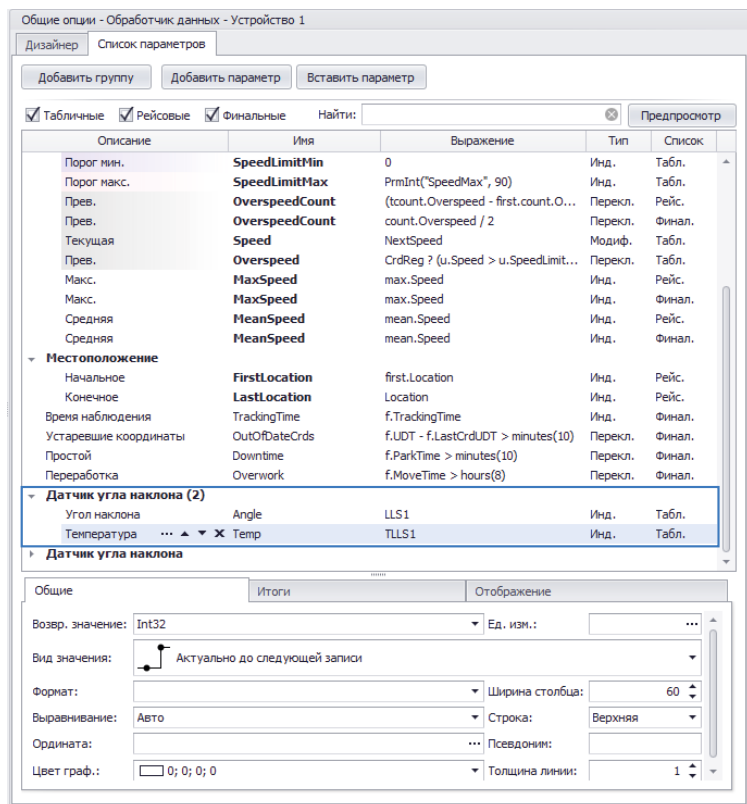 Общие опции - Обработчик данных - Устройство 1
Дизайнер Список параметров
Добавить группу Добавить параметр Вставить параметр
Табличные Рейсовые Финальные Найти: Предпросмотр
Описание Имя Выражение Тип Список
Порог мин. SpeedLimitMin 0 Инд. Табл.
Порог макс. SpeedLimitMax PrmInt("SpeedMax", 90) Инд. Табл.
Прев. OverspeedCount (tcount.Overspeed - first.count.O... Перекл. Рейс.
Прев. OverspeedCount count.Overspeed / 2 Перекл. Финал.
Текущая Speed NextSpeed Модиф. Табл.
Прев. Overspeed CrdReg ? (u.Speed > u.SpeedLimit... Перекл. Табл.
Макс. MaxSpeed max.Speed Инд. Рейс.
Макс. MaxSpeed max.Speed Инд. Финал.
Средняя MeanSpeed mean.Speed Инд. Рейс.
Средняя MeanSpeed mean.Speed Инд. Финал.
Местоположение
Начальное FirstLocation first.Location Инд. Рейс.
Конечное LastLocation Location Инд. Рейс.
Время наблюдения TrackingTime f.TrackingTime Инд. Финал.
Устаревшие координаты OutOfDateCrds f.UDT - f.LastCrdUDT > minutes(10) Перекл. Финал.
Простой Downtime f.ParkTime > minutes(10) Перекл. Финал.
Переработка Overwork f.MoveTime > hours(8) Перекл. Финал.
Датчик угла наклона (2)
Угол наклона Angle LLS1 Инд. Табл.
Температура ... Temp TLLS1 Инд. Табл.
Датчик угла наклона
Общие Итоги Отображение
Возвр. значение: Int32 Ед. изм.: ...
Вид значения: Актуально до следующей записи
Формат: Ширина столбца: 60
Выравнивание: Авто Строка: Верхняя
Ордината: ... Псевдоним:
Цвет граф.: 0; 0; 0; 0 Толщина линии: 1